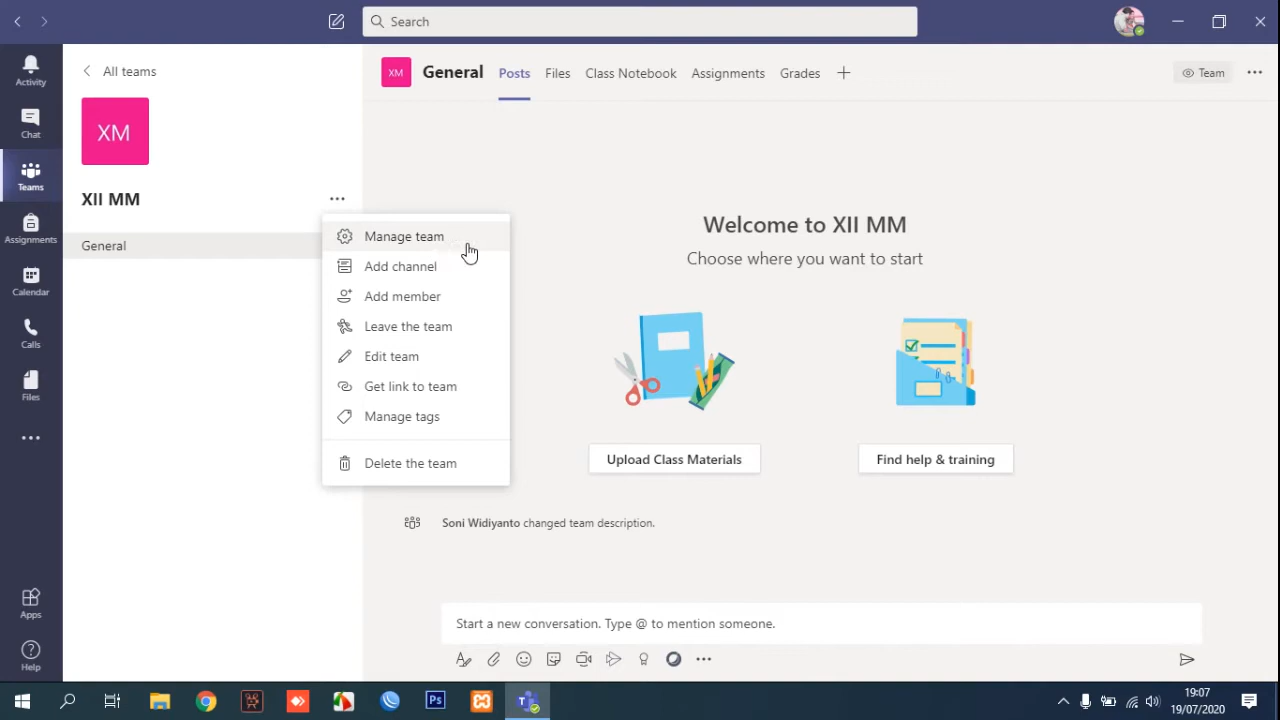 Search
Activity
Chat
Teams
Assignments
Calendar
Calls
Files
Apps
Help
All teams
XM
XII MM
General
Manage team
Add channel
Add member
Leave the team
Edit team
Get link to team
Manage tags
Delete the team
XM
General
Posts
Files
Class Notebook
Assignments
Grades
Team
Welcome to XII MM
Choose where you want to start
Upload Class Materials
Find help & training
Soni Widiyanto changed team description.
Start a new conversation. Type @ to mention someone.
Ps
19:07
19/07/2020